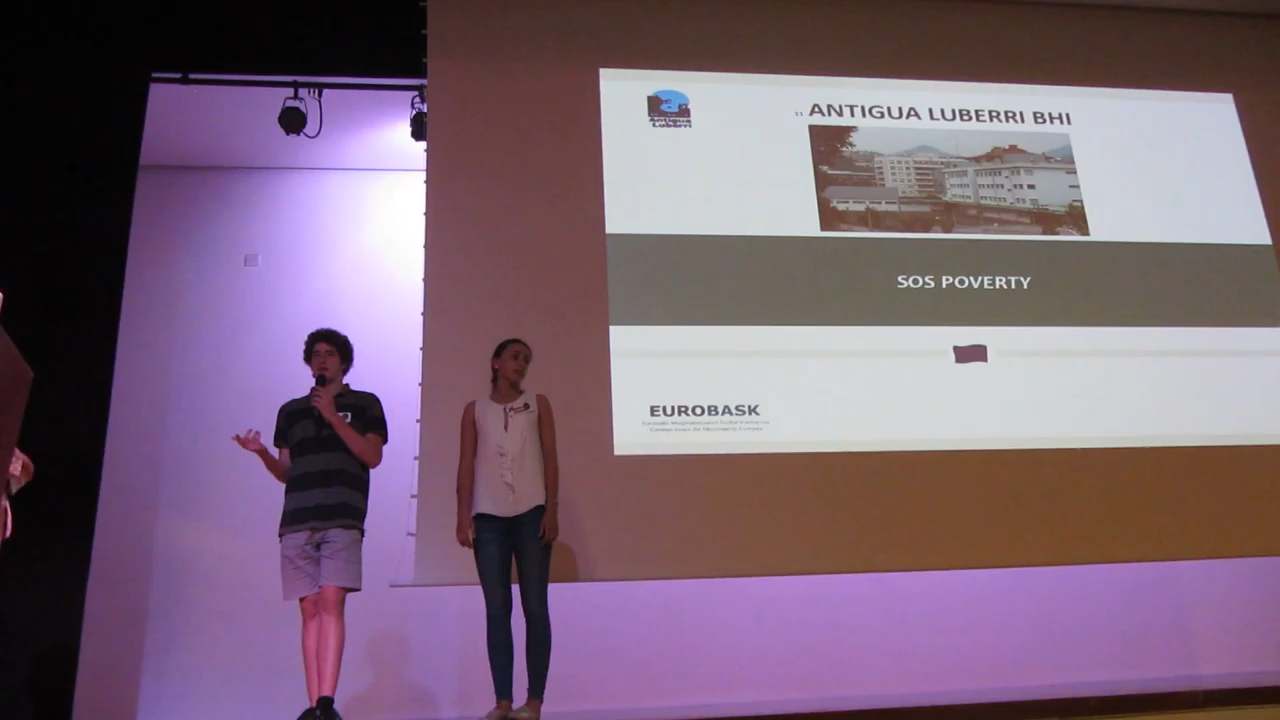 Antigua
Luberri
:: ANTIGUA LUBERRI BHI
SOS POVERTY
EUROBASK